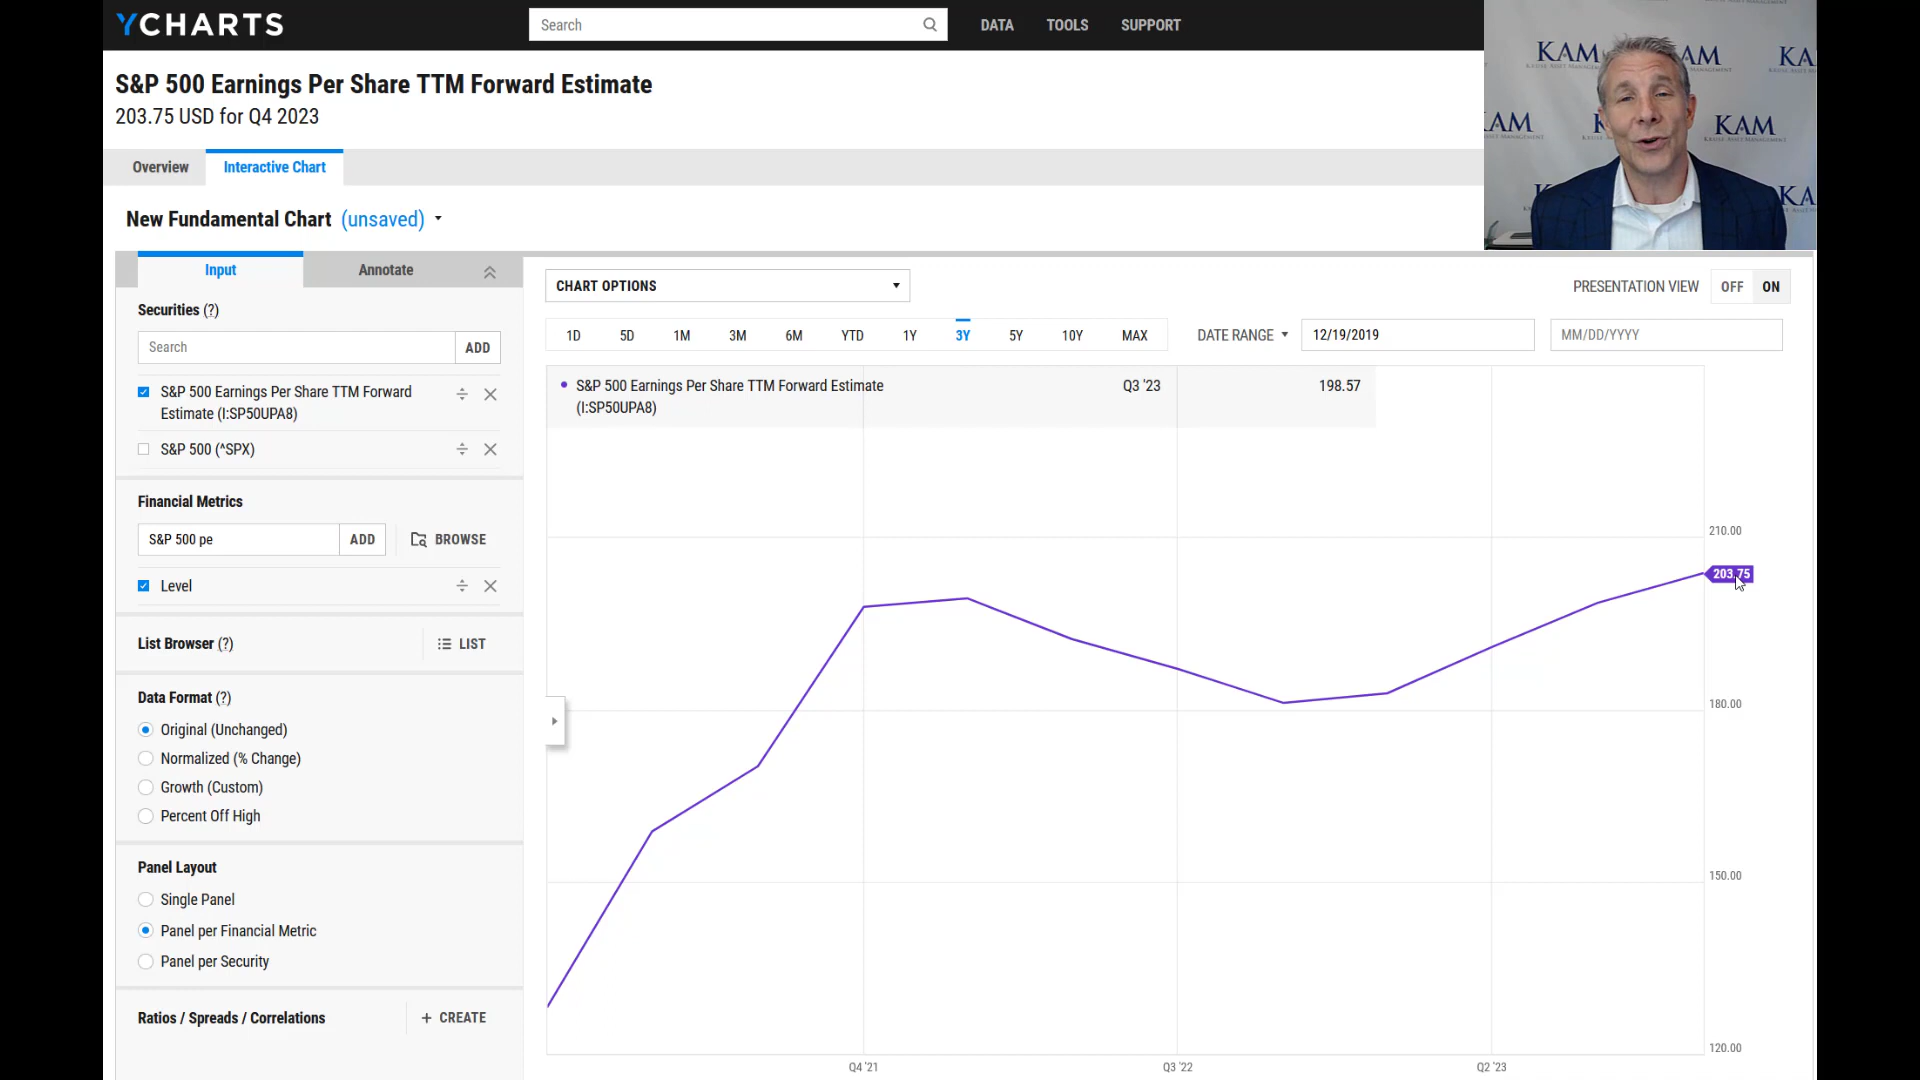 YCHARTS
Search
DATA
TOOLS
SUPPORT
S&P 500 Earnings Per Share TTM Forward Estimate
203.75 USD for Q4 2023
Overview
Interactive Chart
New Fundamental Chart (unsaved)
Input
Annotate
Securities (?)
Search
ADD
S&P 500 Earnings Per Share TTM Forward
Estimate (I:SP50UPA8)
S&P 500 (^SPX)
Financial Metrics
S&P 500 pe
ADD
BROWSE
Level
List Browser (?)
LIST
Data Format (?)
Original (Unchanged)
Normalized (% Change)
Growth (Custom)
Percent Off High
Panel Layout
Single Panel
Panel per Financial Metric
Panel per Security
Ratios / Spreads / Correlations
+ CREATE
CHART OPTIONS
PRESENTATION VIEW
OFF
ON
1D
5D
1M
3M
6M
YTD
1Y
3Y
5Y
10Y
MAX
DATE RANGE
12/19/2019
MM/DD/YYYY
S&P 500 Earnings Per Share TTM Forward Estimate
(I:SP50UPA8)
Q3 '23
198.57
210.00
203.75
180.00
150.00
120.00
Q4 '21
Q3 '22
Q2 '23
KAM
KAM
KRUSE ASSET MANAGEMENT